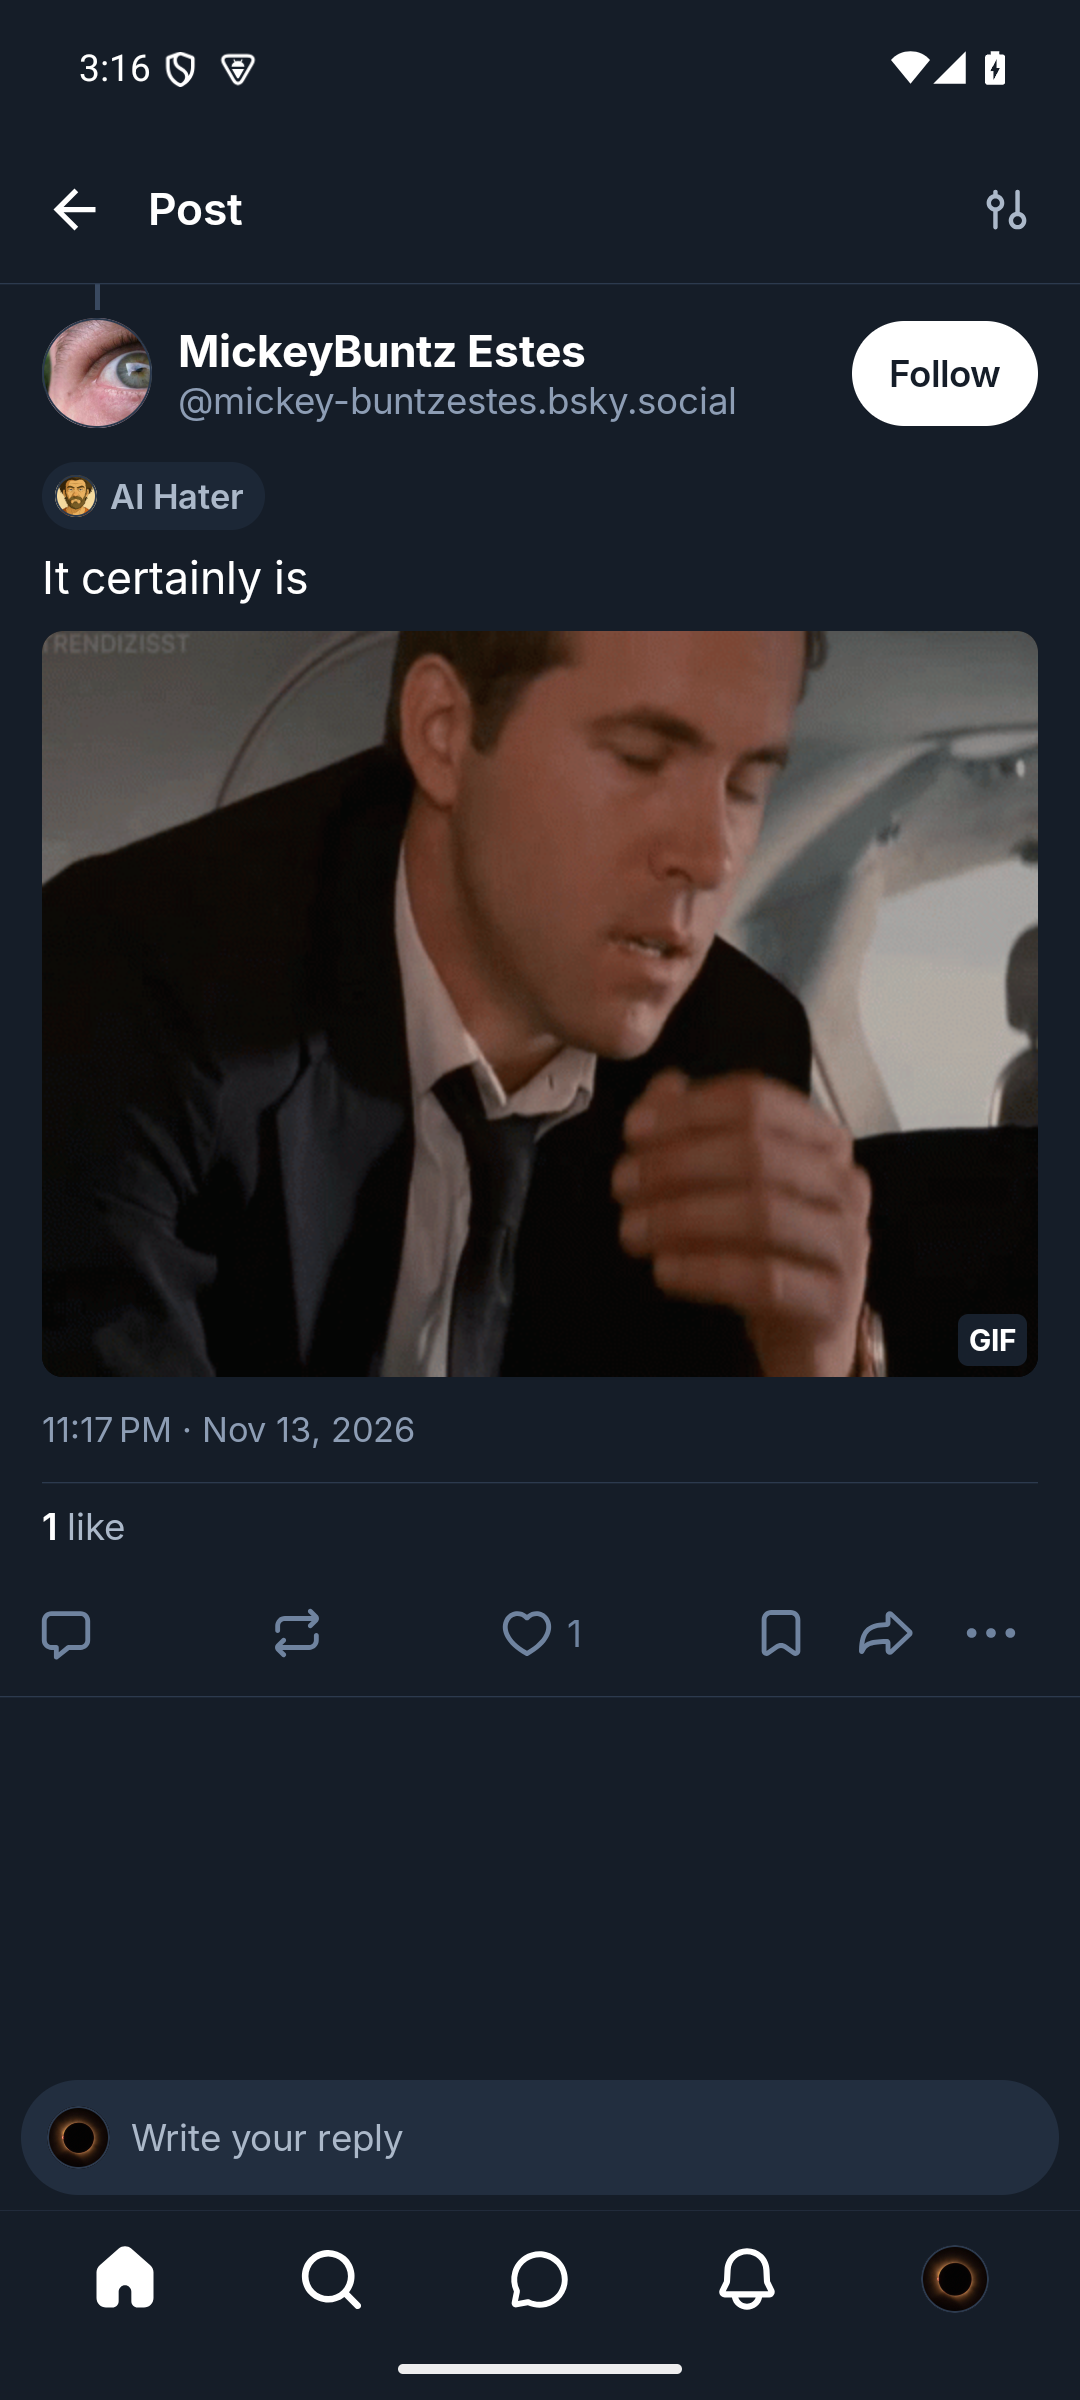 3:16
Post
MickeyBuntz Estes
@mickey-buntzestes.bsky.social
Follow
AI Hater
It certainly is
TRENDIZISST
GIF
11:17 PM · Nov 13, 2026
1 like
1
Write your reply